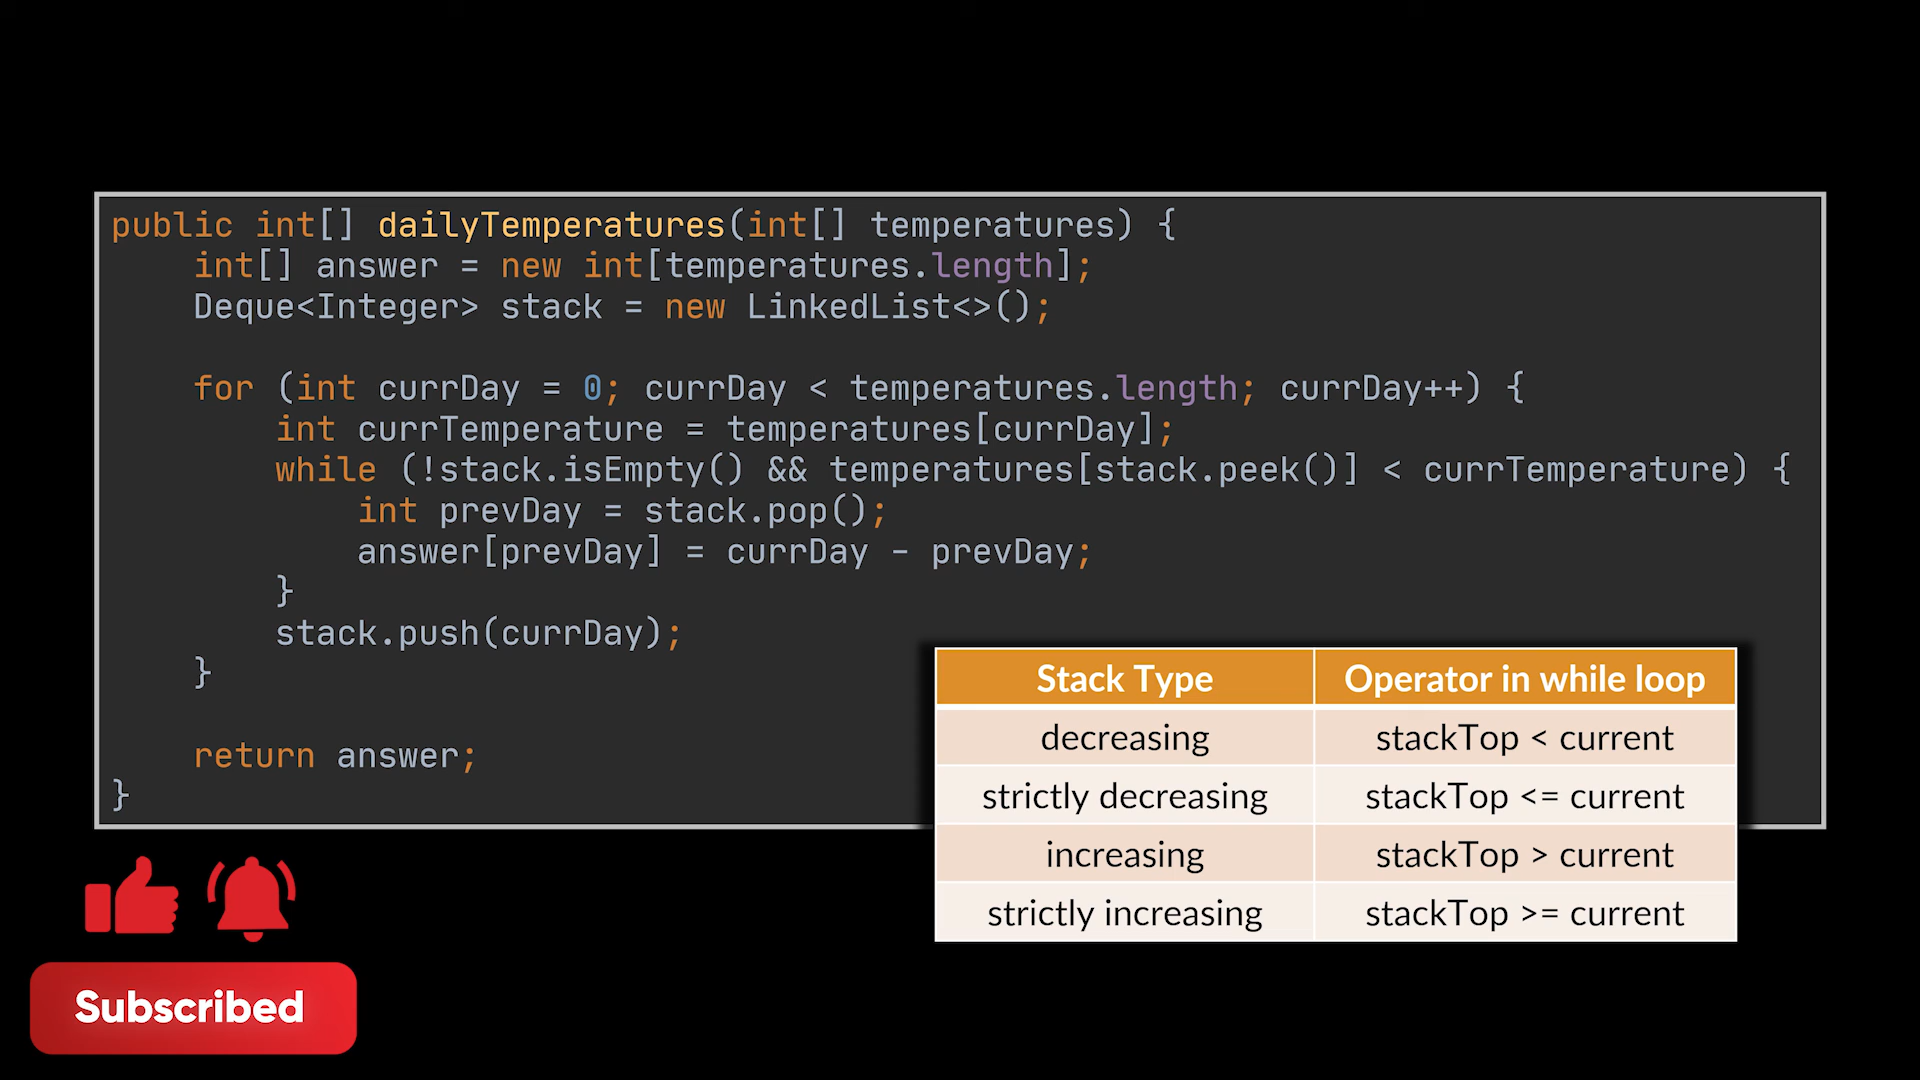 public int[] dailyTemperatures(int[] temperatures) {
    int[] answer = new int[temperatures.length];
    Deque<Integer> stack = new LinkedList<>();

    for (int currDay = 0; currDay < temperatures.length; currDay++) {
        int currTemperature = temperatures[currDay];
        while (!stack.isEmpty() && temperatures[stack.peek()] < currTemperature) {
            int prevDay = stack.pop();
            answer[prevDay] = currDay - prevDay;
        }
        stack.push(currDay);
    }

    return answer;
}
Stack Type Operator in while loop
decreasing stackTop < current
strictly decreasing stackTop <= current
increasing stackTop > current
strictly increasing stackTop >= current
Subscribed